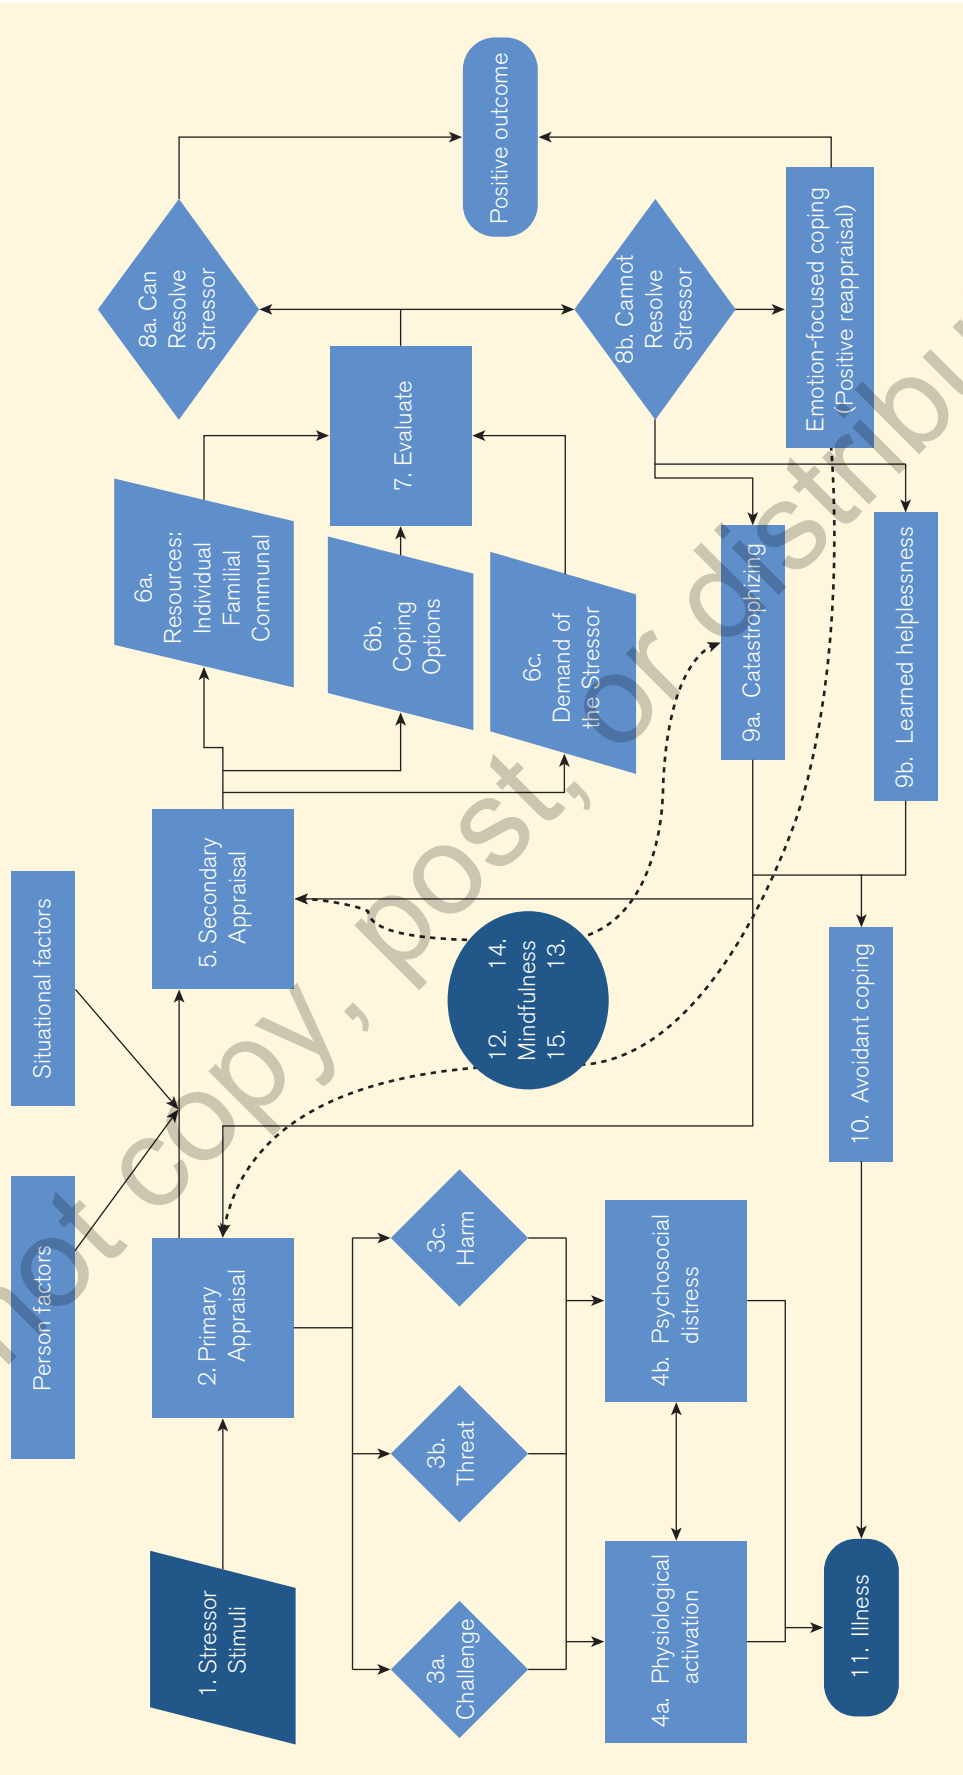 Person factors
Situational factors
1. Stressor
Stimuli
2. Primary
Appraisal
5. Secondary
Appraisal
6a.
Resources:
Individual
Familial
Communal
8a. Can
Resolve
Stressor
3a.
Challenge
3b.
Threat
3c.
Harm
12.
14.
Mindfulness
15.
13.
6b.
Coping
Options
7. Evaluate
6c.
Demand of
the Stressor
Positive outcome
4a. Physiological
activation
4b. Psychosocial
distress
9a. Catastrophizing
8b. Cannot
Resolve
Stressor
11. Illness
10. Avoidant coping
9b. Learned helplessness
Emotion-focused coping
(Positive reappraisal)
not copy, post, or distribu